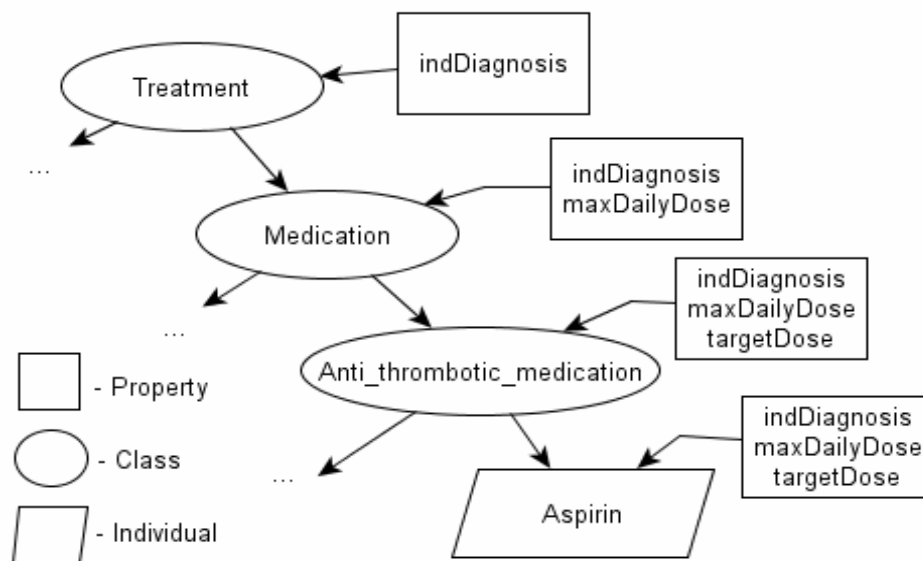 indDiagnosis
Treatment
...
indDiagnosis
maxDailyDose
Medication
...
indDiagnosis
maxDailyDose
targetDose
Anti_thrombotic_medication
- Property
indDiagnosis
maxDailyDose
targetDose
- Class
...
Aspirin
- Individual